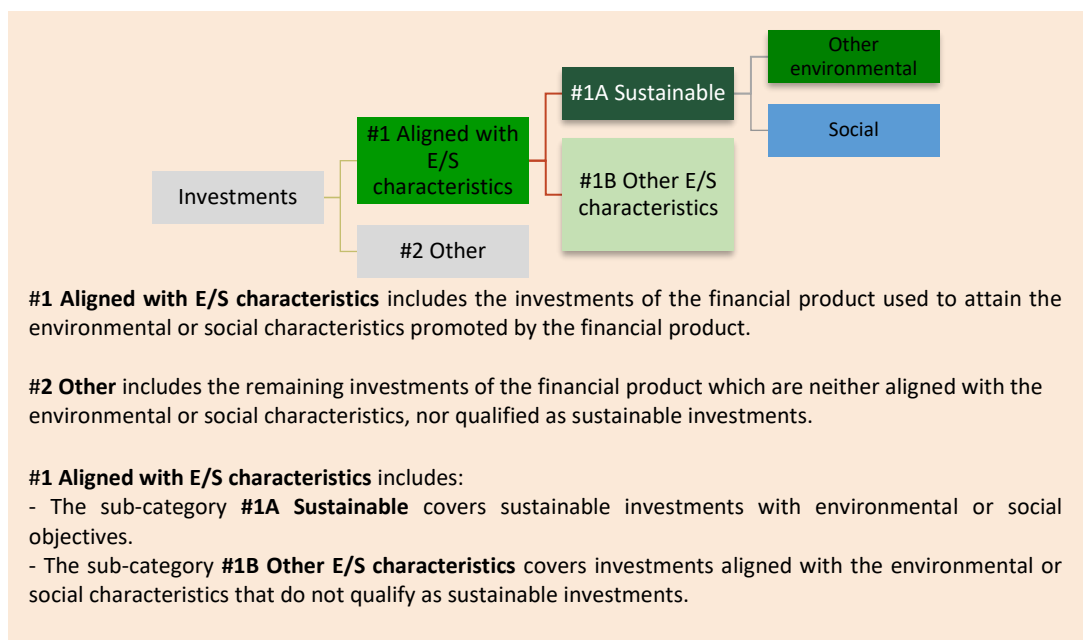 Other
environmental
#1A Sustainable
Social
#1 Aligned with
E/S
characteristics
#1B Other E/S
characteristics
Investments
#2 Other
#1 Aligned with E/S characteristics includes the investments of the financial product used to attain the
environmental or social characteristics promoted by the financial product.
#2 Other includes the remaining investments of the financial product which are neither aligned with the
environmental or social characteristics, nor qualified as sustainable investments.
#1 Aligned with E/S characteristics includes:
- The sub-category #1A Sustainable covers sustainable investments with environmental or social
objectives.
- The sub-category #1B Other E/S characteristics covers investments aligned with the environmental or
social characteristics that do not qualify as sustainable investments.